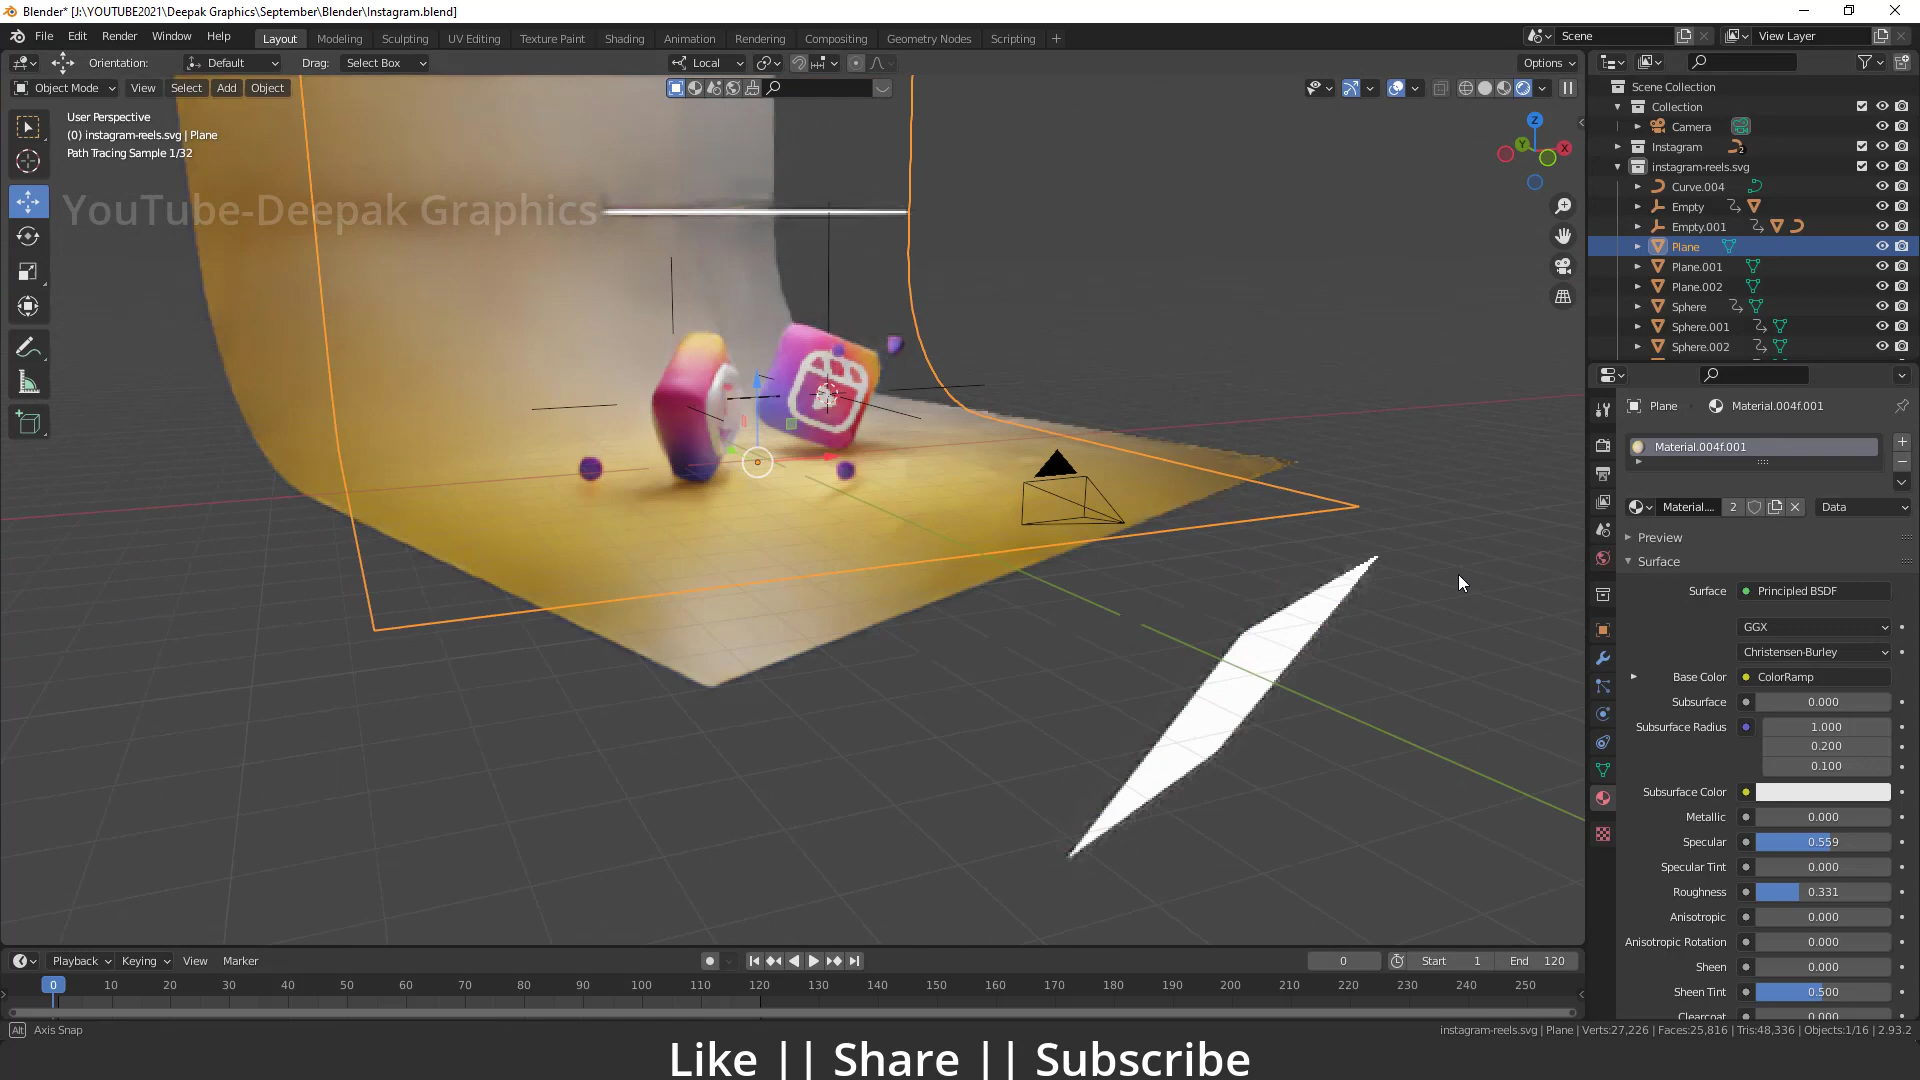 Blender* [J:\YOUTUBE2021\Deepak Graphics\September\Blender\Instagram.blend]
File Edit Render Window Help
Layout Modeling Sculpting UV Editing Texture Paint Shading Animation Rendering Compositing Geometry Nodes Scripting +
Scene
View Layer
Orientation: Default Drag: Select Box
Local
Options
Object Mode View Select Add Object
User Perspective
(0) instagram-reels.svg | Plane
Path Tracing Sample 1/32
YouTube-Deepak Graphics
Z
Y
X
Scene Collection
Collection
Camera
Instagram
2
instagram-reels.svg
Curve.004
Empty
Empty.001
Plane
Plane.001
Plane.002
Sphere
Sphere.001
Sphere.002
Plane Material.004f.001
Material.004f.001
Material.... 2 Data
Preview
Surface
Surface Principled BSDF
GGX
Christensen-Burley
Base Color ColorRamp
Subsurface 0.000
Subsurface Radius 1.000
0.200
0.100
Subsurface Color
Metallic 0.000
Specular 0.559
Specular Tint 0.000
Roughness 0.331
Anisotropic 0.000
Anisotropic Rotation 0.000
Sheen 0.000
Sheen Tint 0.500
Clearcoat 0.000
Playback Keying View Marker
0 Start 1 End 120
0 10 20 30 40 50 60 70 80 90 100 110 120 130 140 150 160 170 180 190 200 210 220 230 240 250
Alt Axis Snap
instagram-reels.svg | Plane | Verts:27,226 | Faces:25,816 | Tris:48,336 | Objects:1/16 | 2.93.2
Like || Share || Subscribe